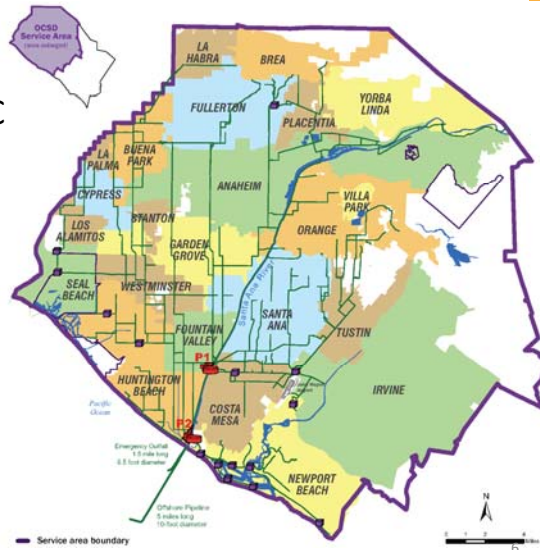 OCSD
Service Area
(area enlarged)
C
LA
HABRA
BREA
YORBA
LINDA
FULLERTON
PLACENTIA
LA
PALMA
BUENA
PARK
CYPRESS
ANAHEIM
VILLA
PARK
STANTON
LOS
ALAMITOS
ORANGE
GARDEN
GROVE
SEAL
BEACH
WESTMINSTER
Santa Ana River
SANTA
ANA
FOUNTAIN
VALLEY
TUSTIN
P1
HUNTINGTON
BEACH
IRVINE
COSTA
MESA
Pacific
Ocean
P2
Emergency Outfall
1.5 mile long
6.5 foot diameter
NEWPORT
BEACH
Offshore Pipeline
5 miles long
10-foot diameter
N
Service area boundary